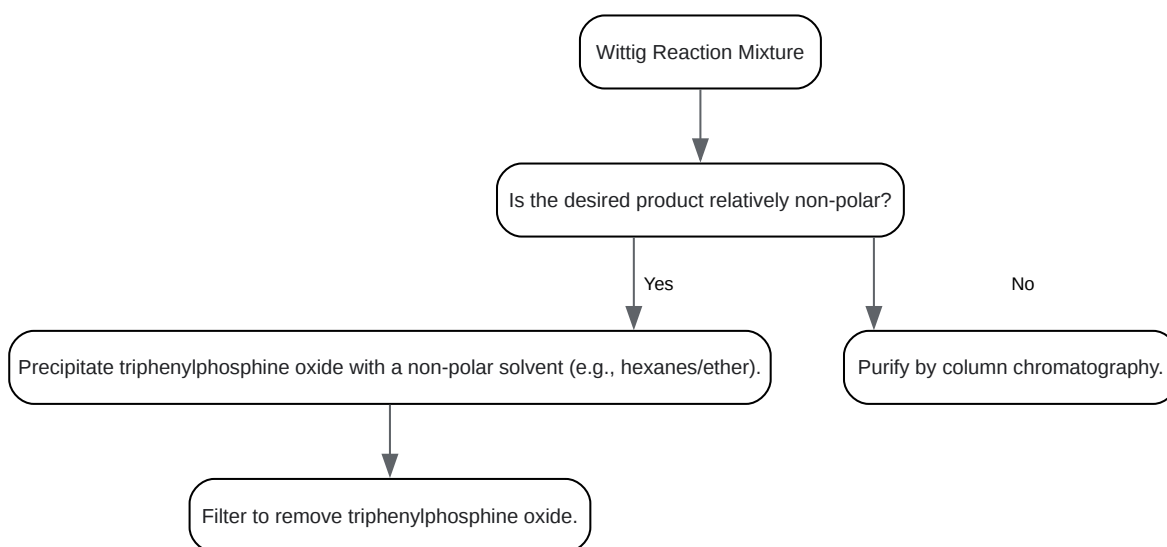 Wittig Reaction Mixture
Is the desired product relatively non-polar?
Yes
No
Precipitate triphenylphosphine oxide with a non-polar solvent (e.g., hexanes/ether).
Purify by column chromatography.
Filter to remove triphenylphosphine oxide.